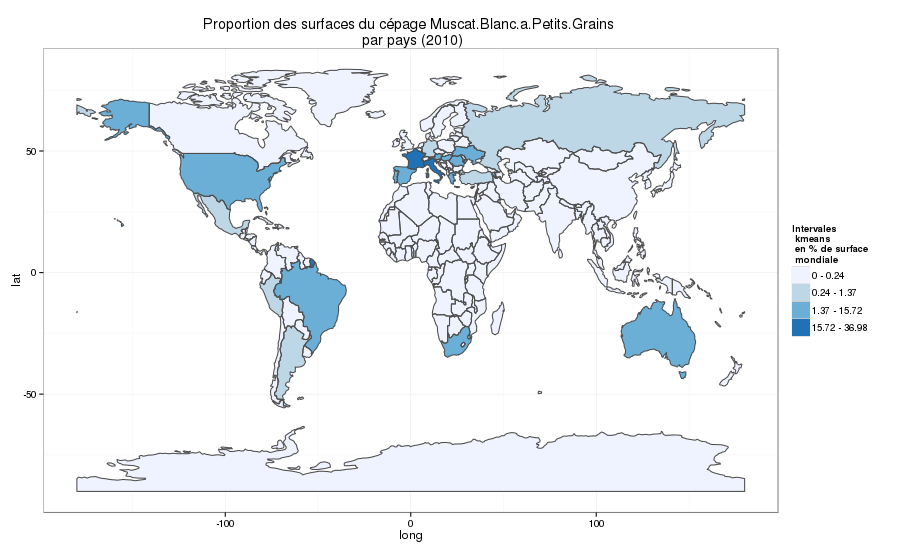 Proportion des surfaces du cépage Muscat.Blanc.a.Petits.Grains
par pays (2010)
50
0
-50
lat
-100
0
100
long
Intervales
kmeans
en % de surface
mondiale
0 - 0.24
0.24 - 1.37
1.37 - 15.72
15.72 - 36.98